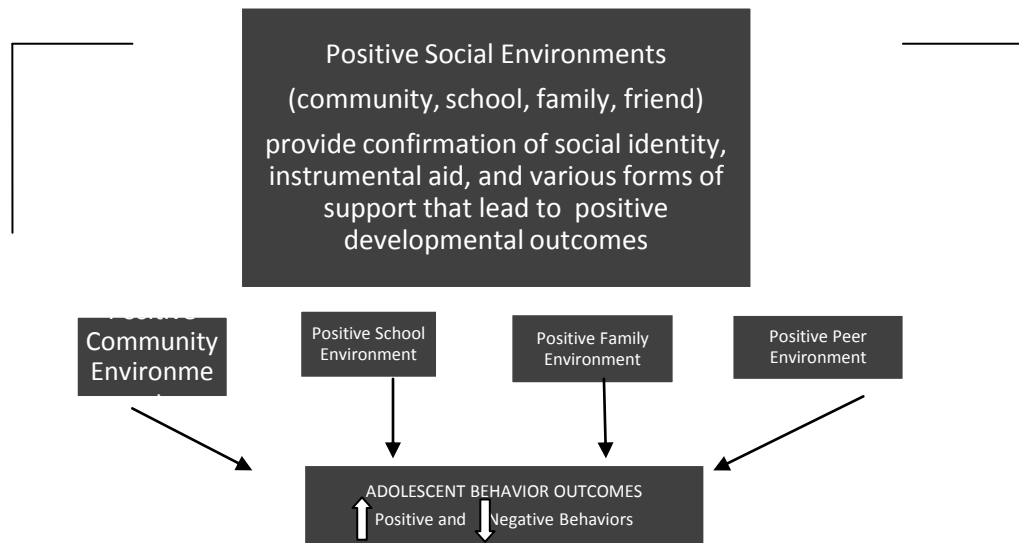 Positive Social Environments
(community, school, family, friend)
provide confirmation of social identity,
instrumental aid, and various forms of
support that lead to positive
developmental outcomes
Positive
Community
Environme
Positive School
Environment
Positive Family
Environment
Positive Peer
Environment
ADOLESCENT BEHAVIOR OUTCOMES
Positive and Negative Behaviors